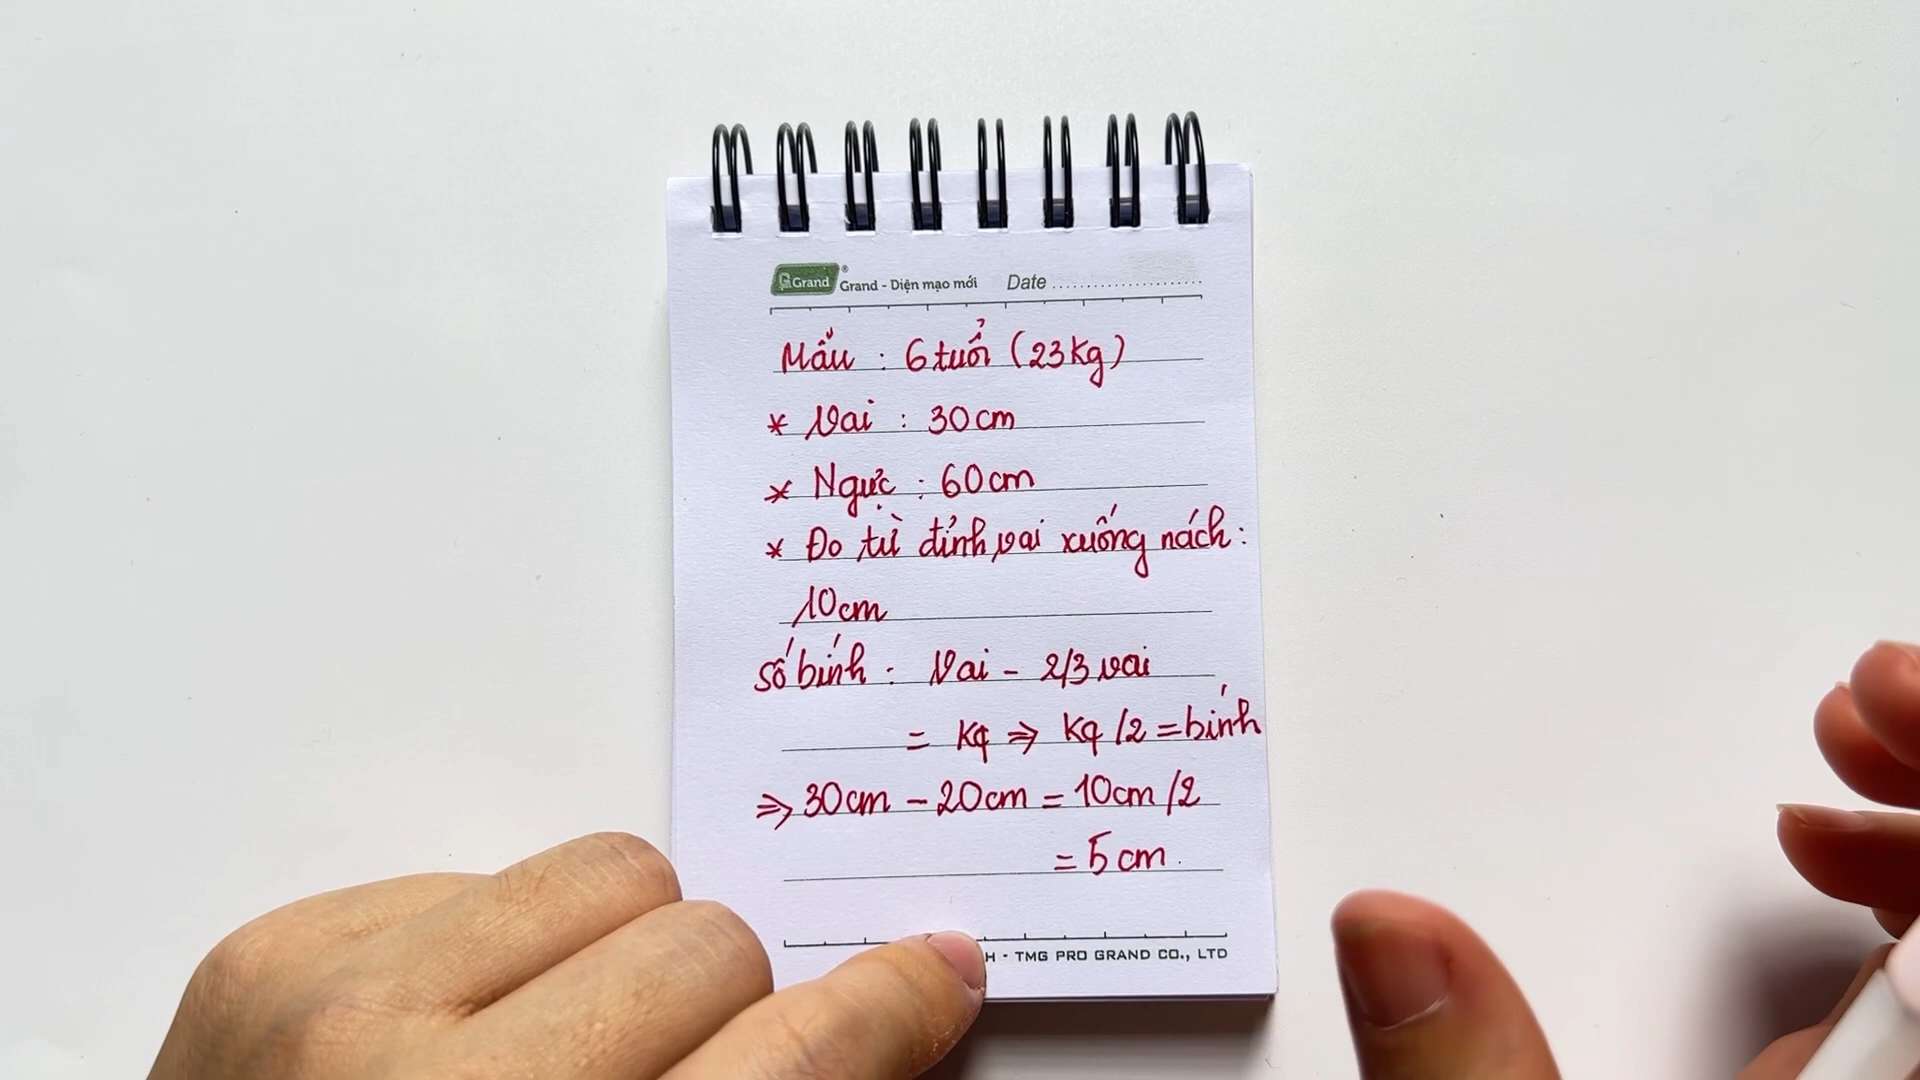 Grand® Grand - Diện mạo mới Date
Mẫu : 6 tuổi (23Kg)
* Vai : 30cm
* Ngực : 60cm
* Đo từ đỉnh vai xuống nách :
10cm
Số bính : Vai - 2/3 vai
= Kq ⇒ Kq /2 = bính
⇒ 30cm - 20cm = 10cm /2
= 5cm.
H - TMG PRO GRAND CO., LTD